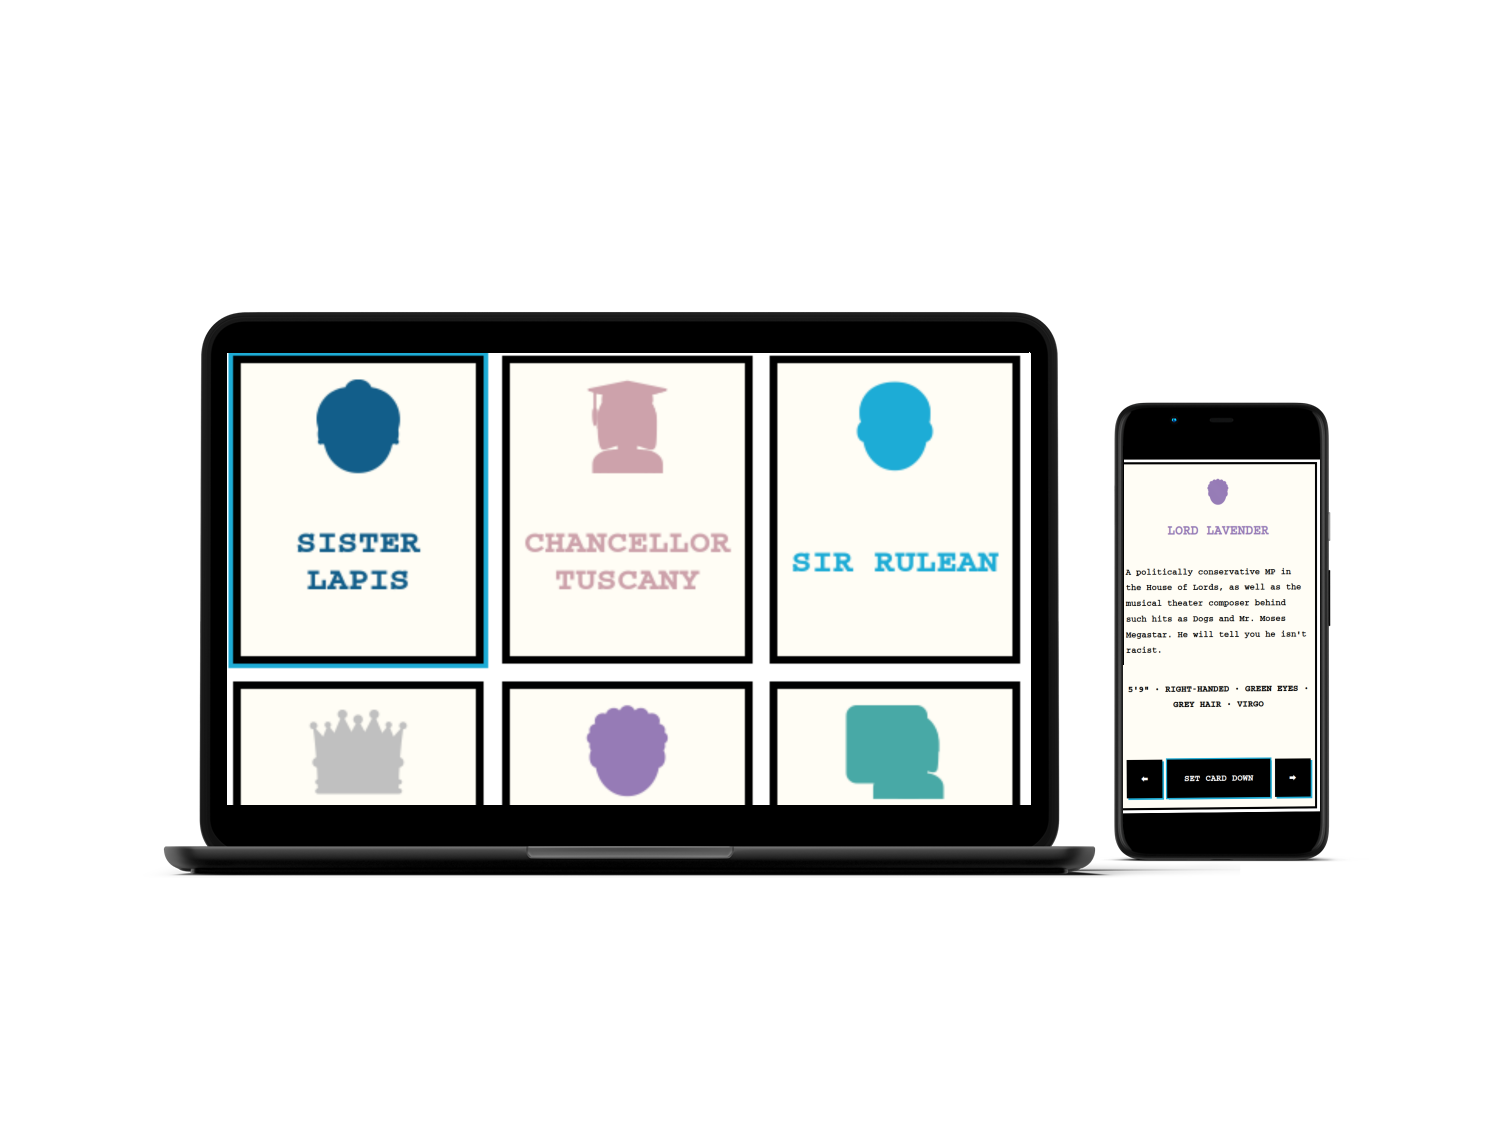 SISTER
LAPIS
CHANCELLOR
TUSCANY
SIR RULEAN
LORD LAVENDER
A politically conservative MP in
the House of Lords, as well as the
musical theater composer behind
such hits as Dogs and Mr. Moses
Megastar. He will tell you he isn't
racist.
5'9" · RIGHT-HANDED · GREEN EYES ·
GREY HAIR · VIRGO
SET CARD DOWN